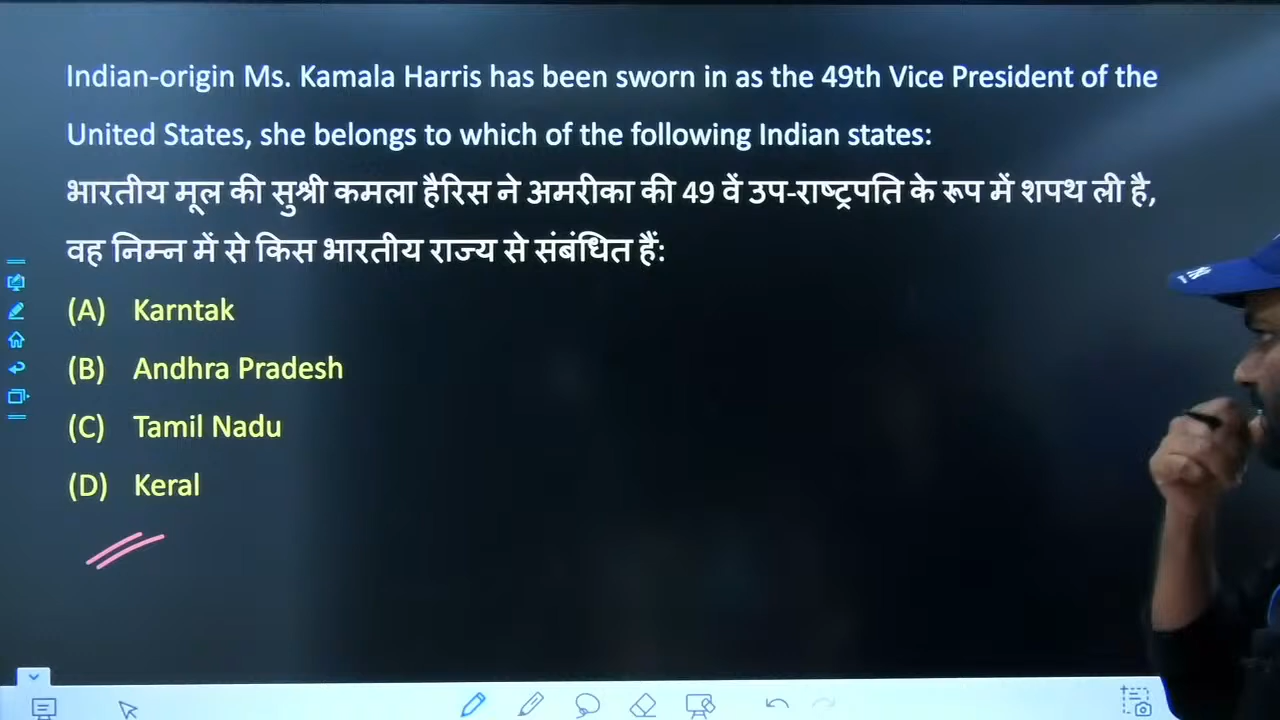 Indian-origin Ms. Kamala Harris has been sworn in as the 49th Vice President of the
United States, she belongs to which of the following Indian states:
भारतीय मूल की सुश्री कमला हैरिस ने अमरीका की 49 वें उप-राष्ट्रपति के रूप में शपथ ली है,
वह निम्न में से किस भारतीय राज्य से संबंधित हैं:
(A) Karntak
(B) Andhra Pradesh
(C) Tamil Nadu
(D) Keral